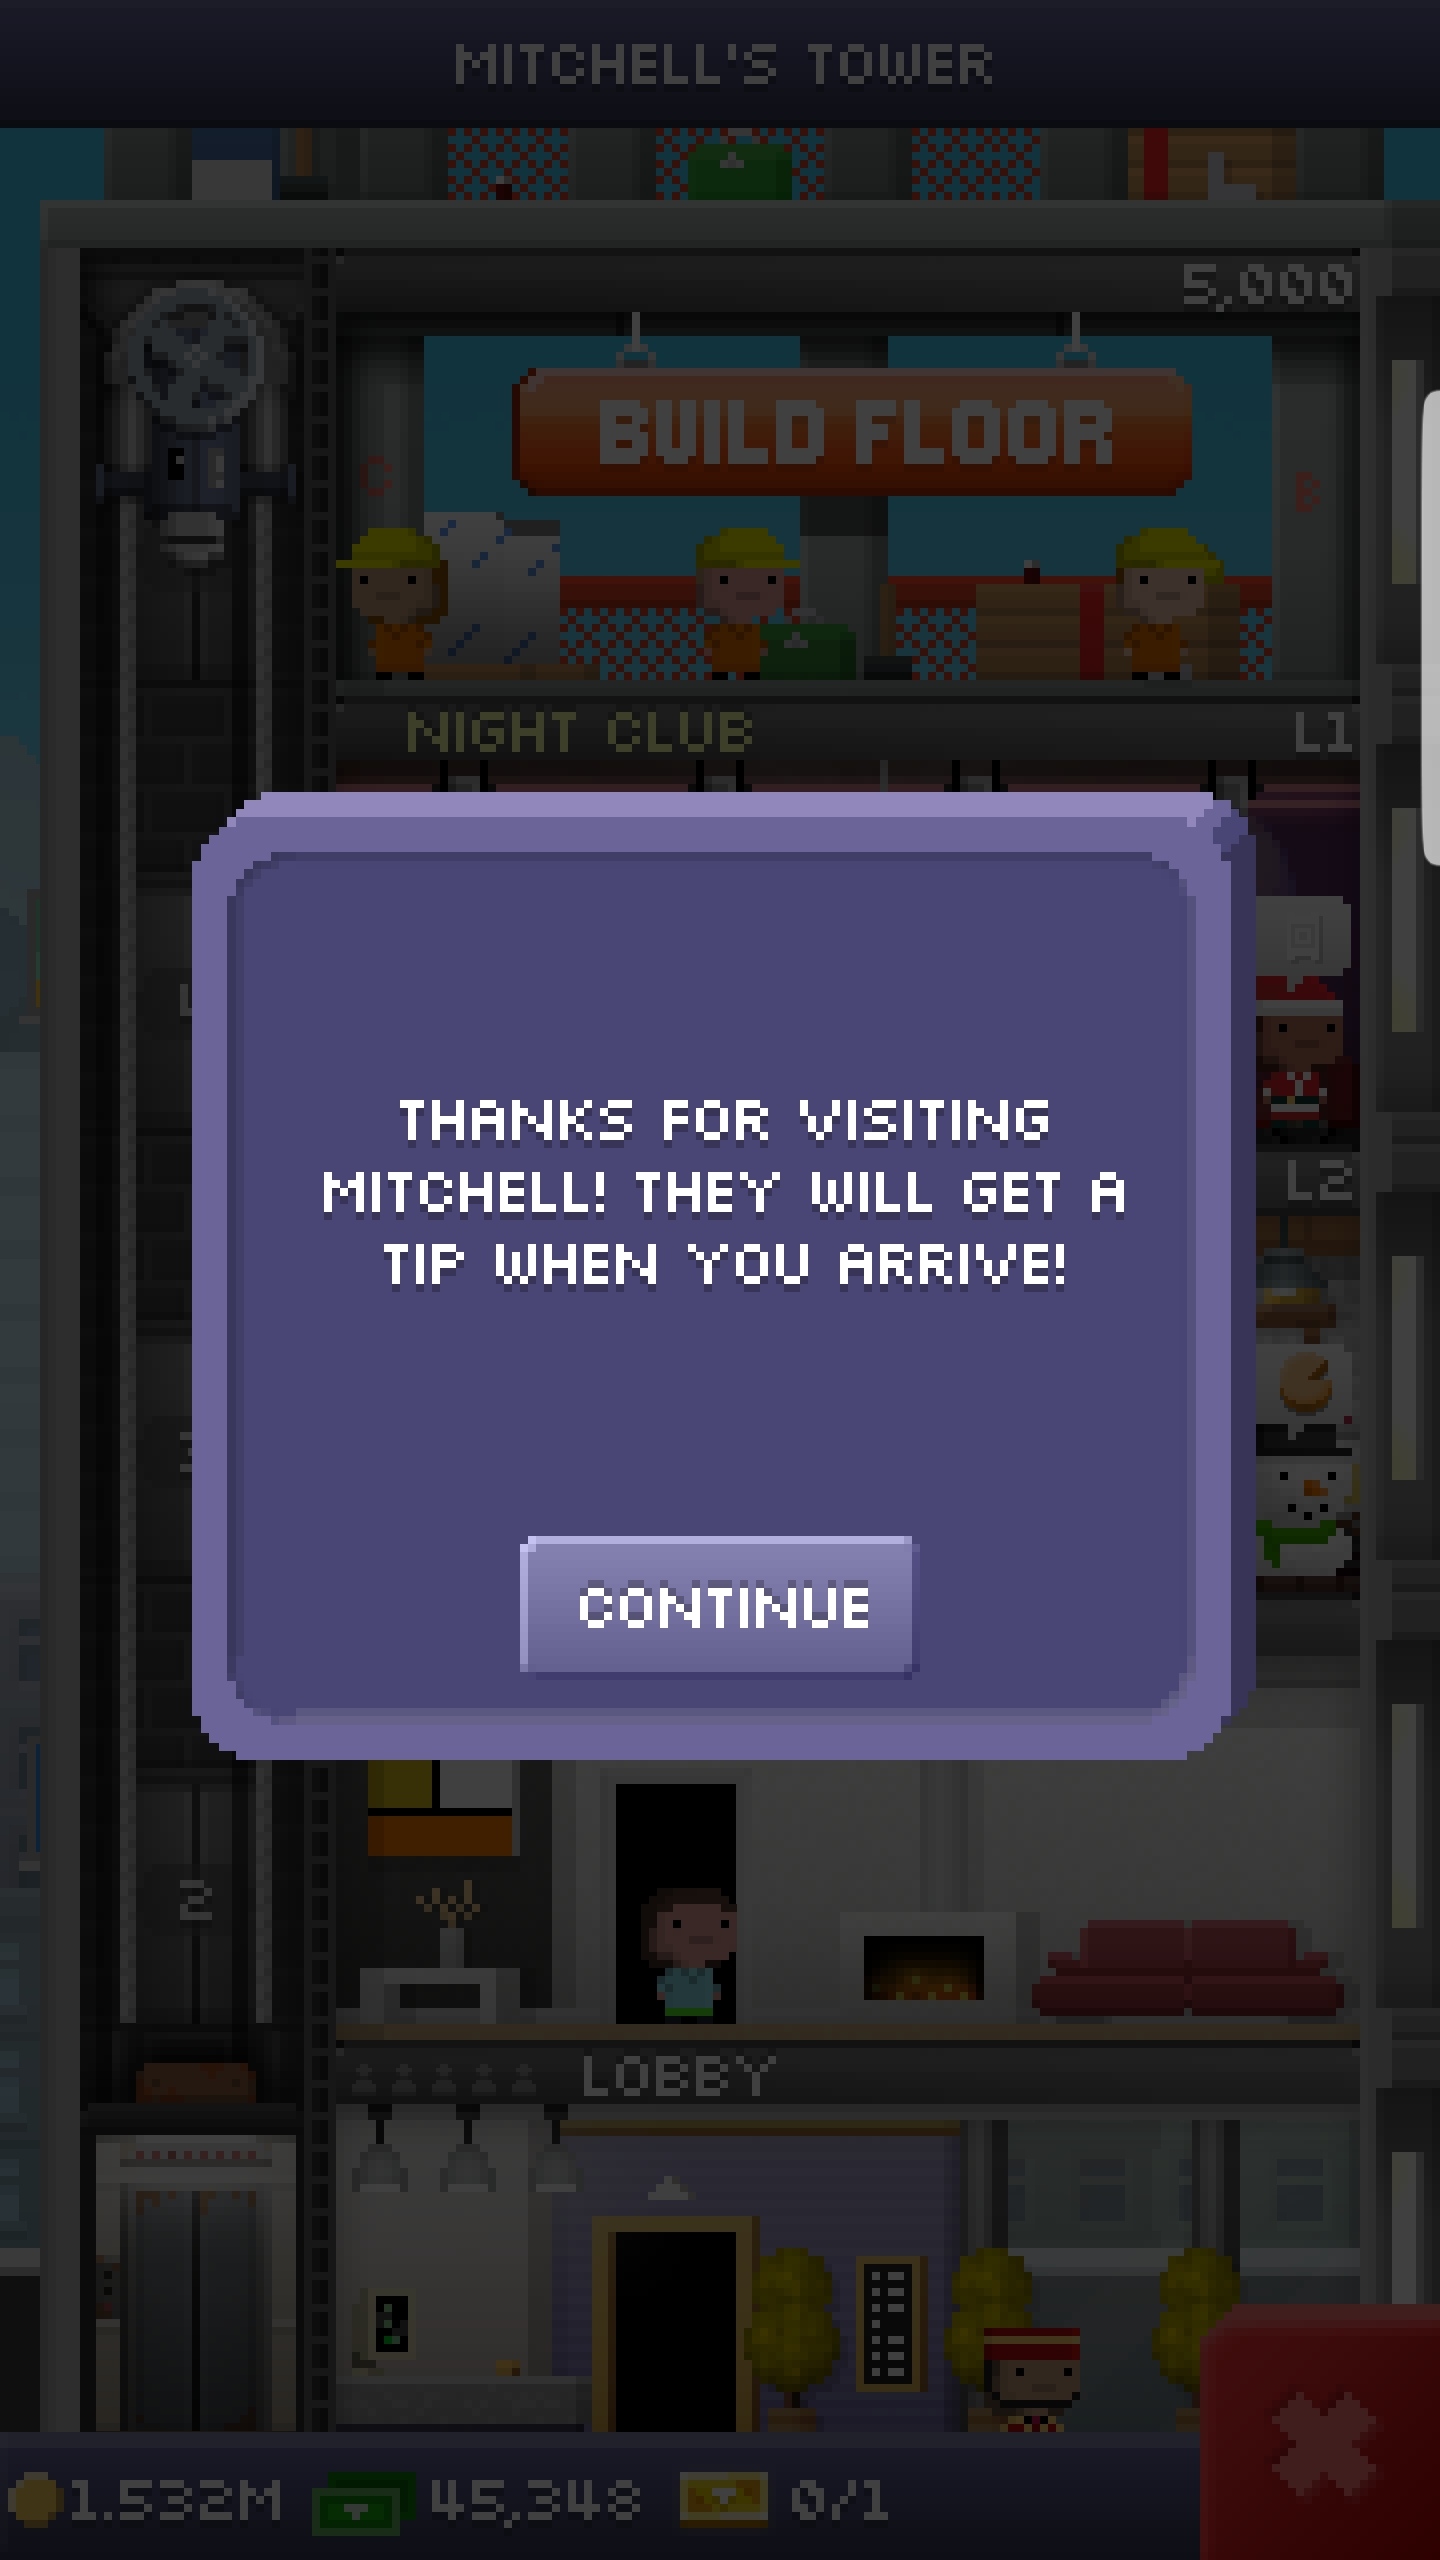 MITCHELL'S TOWER
5,000
BUILD FLOOR
C
B
NIGHT CLUB
L1
THANKS FOR VISITING
MITCHELL! THEY WILL GET A
TIP WHEN YOU ARRIVE!
L2
CONTINUE
2
LOBBY
1.532M
45,348
0/1